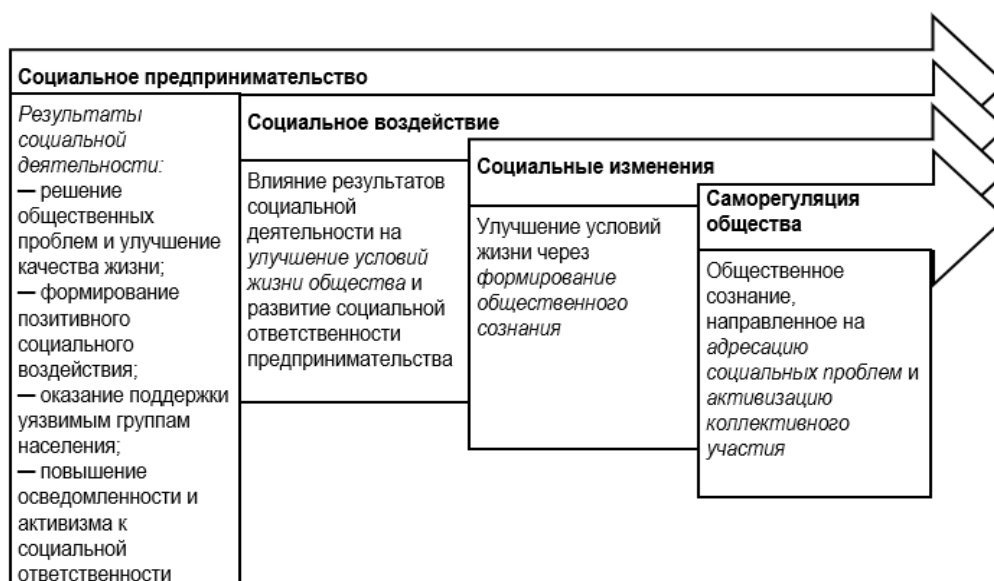 Социальное предпринимательство
Результаты
социальной
деятельности:
— решение
общественных
проблем и улучшение
качества жизни;
— формирование
позитивного
социального
воздействия;
— оказание поддержки
уязвимым группам
населения;
— повышение
осведомленности и
активизма к
социальной
ответственности
Социальное воздействие
Влияние результатов
социальной
деятельности на
улучшение условий
жизни общества и
развитие социальной
ответственности
предпринимательства
Социальные изменения
Улучшение условий
жизни через
формирование
общественного
сознания
Саморегуляция
общества
Общественное
сознание,
направленное на
адресацию
социальных проблем и
активизацию
коллективного
участия